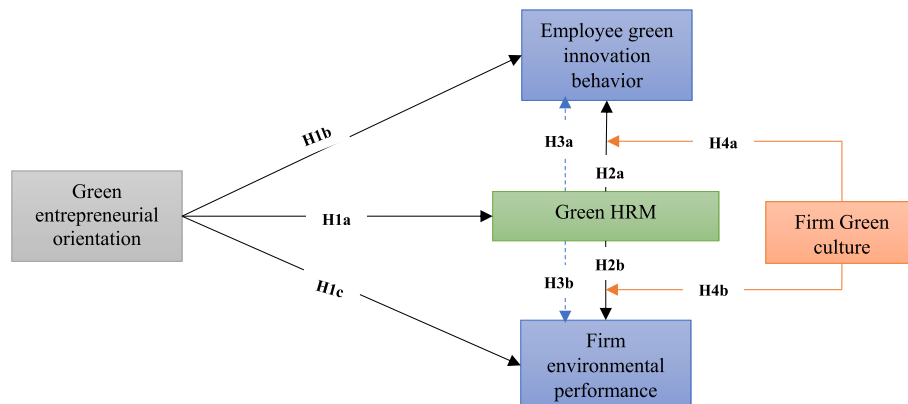 Employee green
innovation
behavior
H1b
H3a
H4a
H2a
Green
entrepreneurial
orientation
H1a
Green HRM
Firm Green
culture
H2b
H3b
H1c
H4b
Firm
environmental
performance